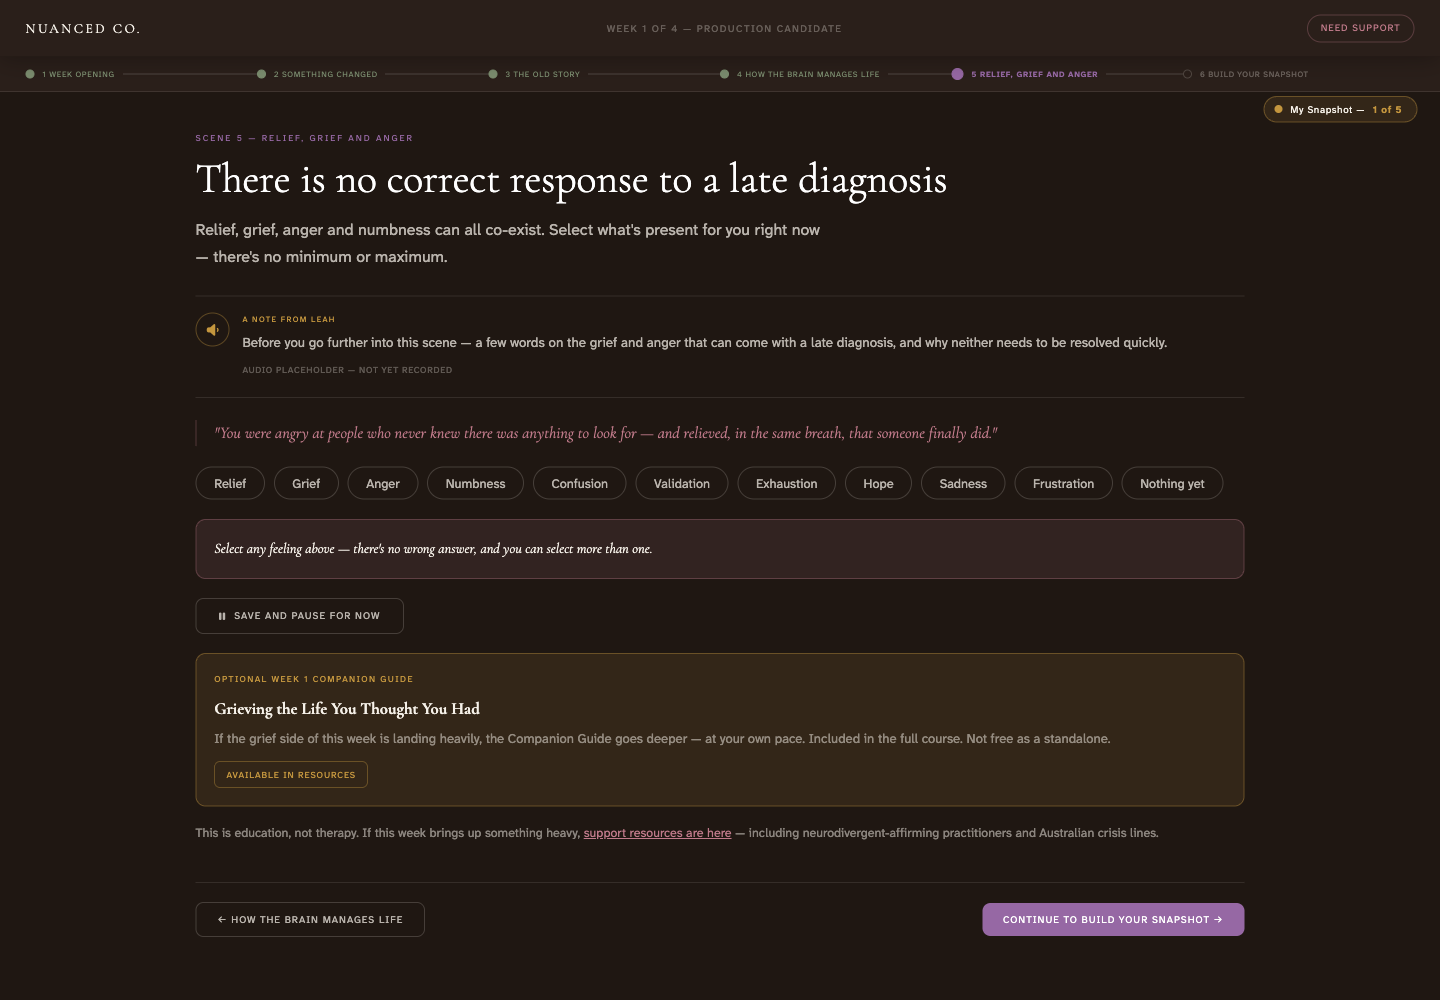 NUANCED CO.
WEEK 1 OF 4 — PRODUCTION CANDIDATE
NEED SUPPORT
1 WEEK OPENING
2 SOMETHING CHANGED
3 THE OLD STORY
4 HOW THE BRAIN MANAGES LIFE
5 RELIEF, GRIEF AND ANGER
6 BUILD YOUR SNAPSHOT
My Snapshot — 1 of 5
SCENE 5 — RELIEF, GRIEF AND ANGER
There is no correct response to a late diagnosis
Relief, grief, anger and numbness can all co-exist. Select what's present for you right now
— there's no minimum or maximum.
A NOTE FROM LEAH
Before you go further into this scene — a few words on the grief and anger that can come with a late diagnosis, and why neither needs to be resolved quickly.
AUDIO PLACEHOLDER — NOT YET RECORDED
"You were angry at people who never knew there was anything to look for — and relieved, in the same breath, that someone finally did."
Relief
Grief
Anger
Numbness
Confusion
Validation
Exhaustion
Hope
Sadness
Frustration
Nothing yet
Select any feeling above — there's no wrong answer, and you can select more than one.
SAVE AND PAUSE FOR NOW
OPTIONAL WEEK 1 COMPANION GUIDE
Grieving the Life You Thought You Had
If the grief side of this week is landing heavily, the Companion Guide goes deeper — at your own pace. Included in the full course. Not free as a standalone.
AVAILABLE IN RESOURCES
This is education, not therapy. If this week brings up something heavy, support resources are here — including neurodivergent-affirming practitioners and Australian crisis lines.
← HOW THE BRAIN MANAGES LIFE
CONTINUE TO BUILD YOUR SNAPSHOT →